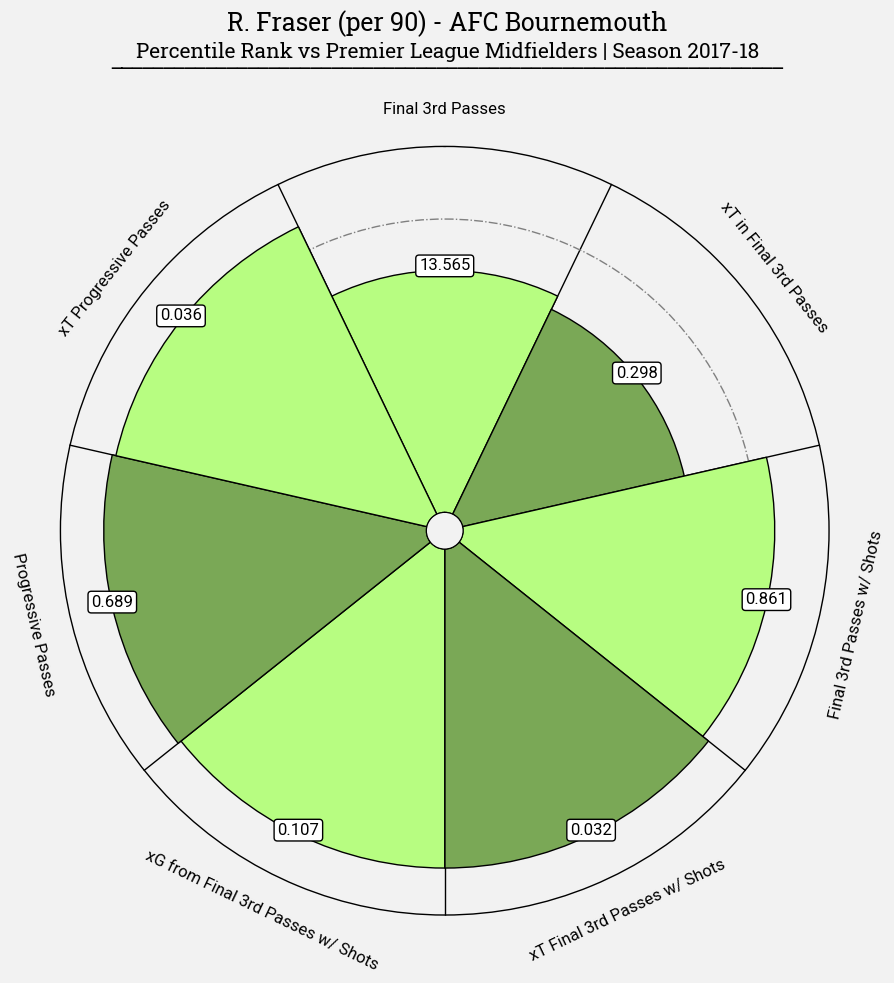 R. Fraser (per 90) - AFC Bournemouth
Percentile Rank vs Premier League Midfielders | Season 2017-18
Final 3rd Passes
xT Progressive Passes
xT in Final 3rd Passes
13.565
0.036
0.298
Progressive Passes
Final 3rd Passes w/ Shots
0.689
0.861
0.107
0.032
xG from Final 3rd Passes w/ Shots
xT Final 3rd Passes w/ Shots